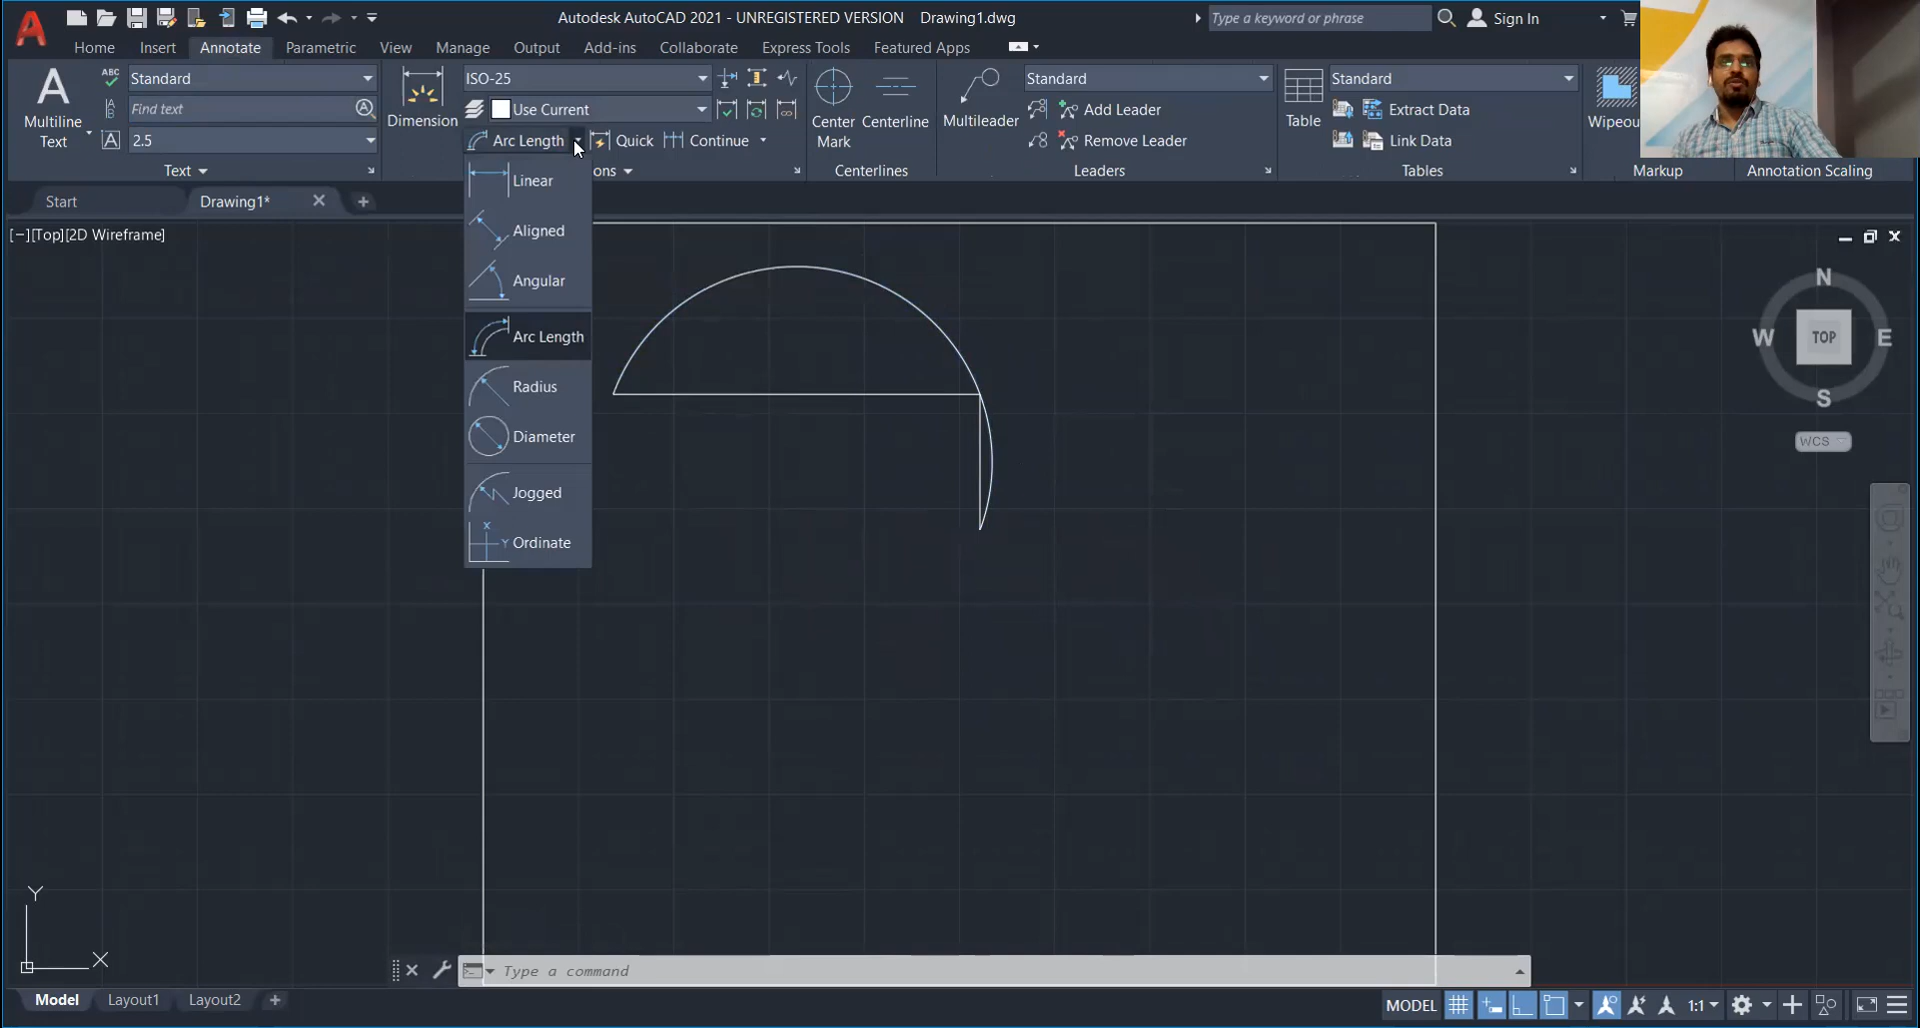 Autodesk AutoCAD 2021 - UNREGISTERED VERSION Drawing1.dwg
Type a keyword or phrase
Sign In
Home Insert Annotate Parametric View Manage Output Add-ins Collaborate Express Tools Featured Apps
A
Multiline
Text
ABC
Standard
Find text
2.5
Text
Dimension
ISO-25
Use Current
Arc Length
Quick
Continue
ons
Center
Mark
Centerline
Centerlines
Multileader
Standard
Add Leader
Remove Leader
Leaders
Table
Standard
Extract Data
Link Data
Tables
Wipeou
Markup
Annotation Scaling
Start
Drawing1*
[−][Top][2D Wireframe]
Linear
Aligned
Angular
Arc Length
Radius
Diameter
Jogged
X
Y Ordinate
N
W TOP E
S
WCS
Y
X
Type a command
Model Layout1 Layout2
MODEL
1:1